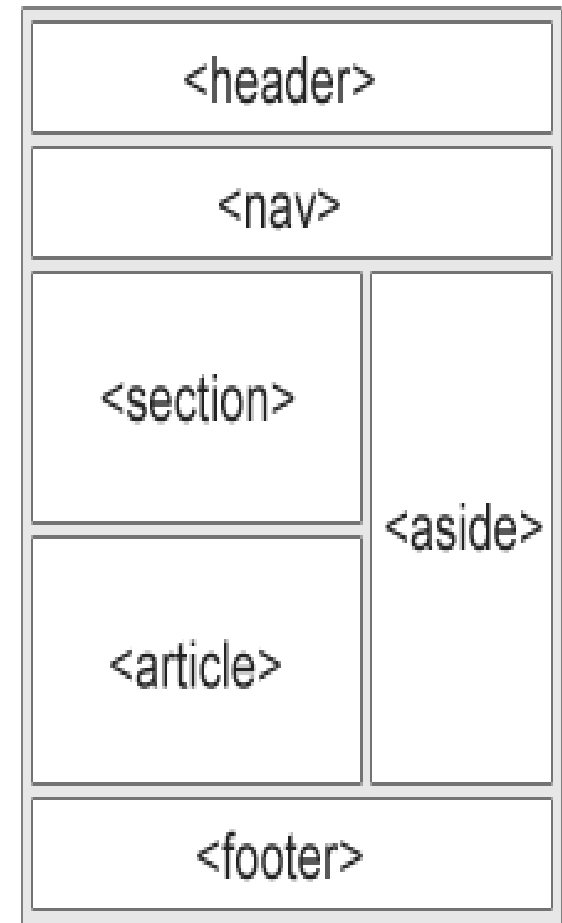 <header>
<nav>
<section>
<aside>
<article>
<footer>